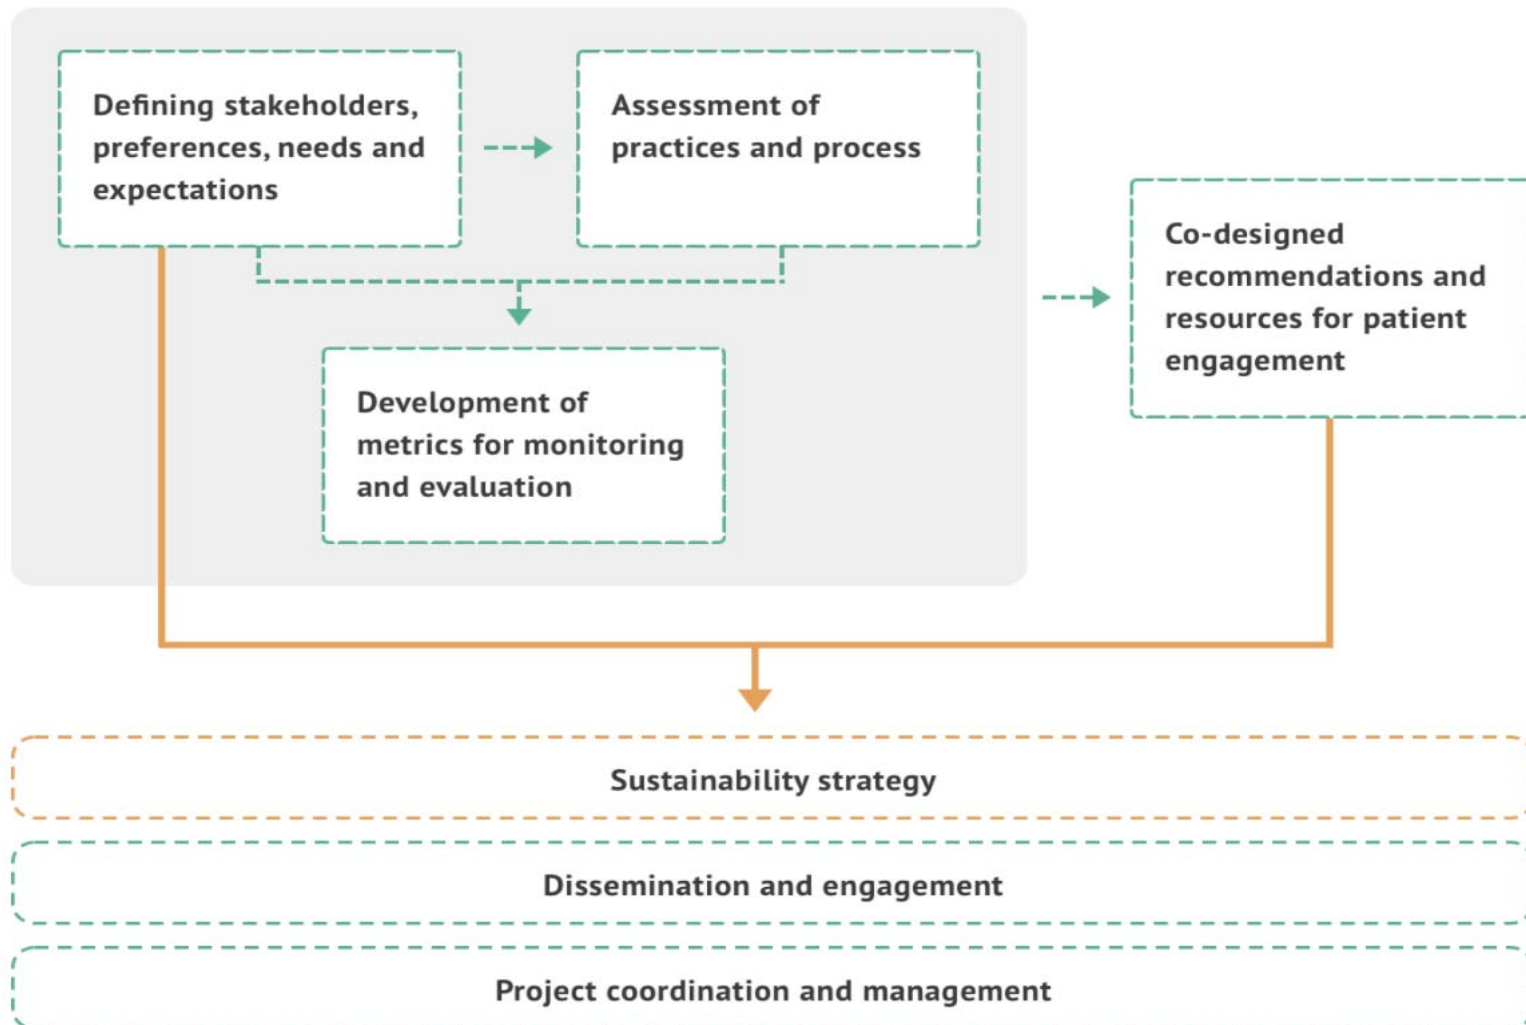 Defining stakeholders,
preferences, needs and
expectations
Assessment of
practices and process
Development of
metrics for monitoring
and evaluation
Co-designed
recommendations and
resources for patient
engagement
Sustainability strategy
Dissemination and engagement
Project coordination and management